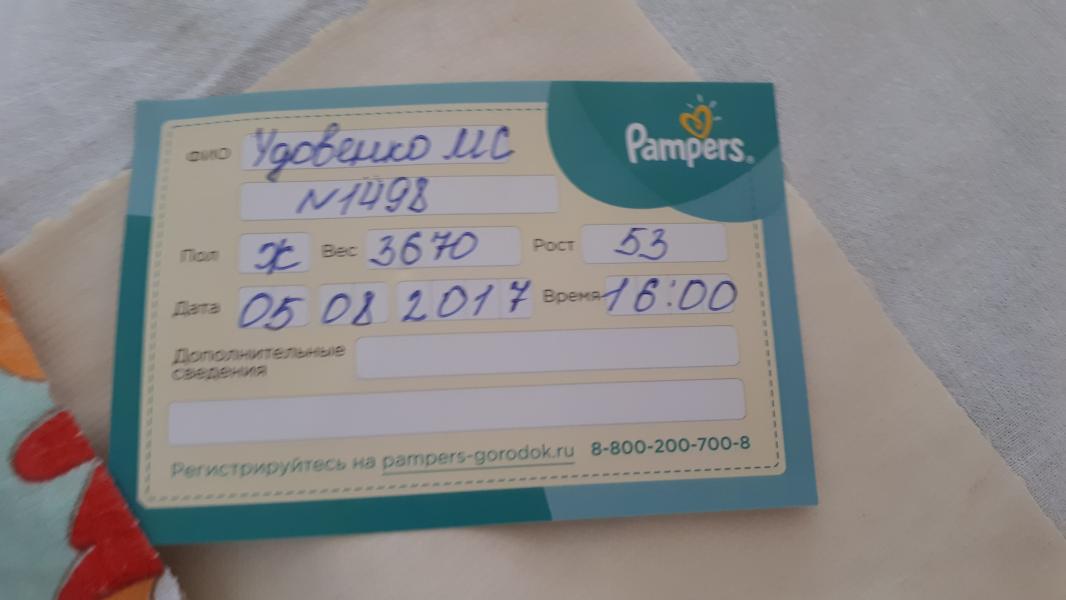 Pampers
ФИО Удовенко МС
N1498
Пол ж Вес 3670 Рост 53
Дата 05 08 2017 Время 16:00
Дополнительные
сведения
Регистрируйтесь на pampers-gorodok.ru 8-800-200-700-8